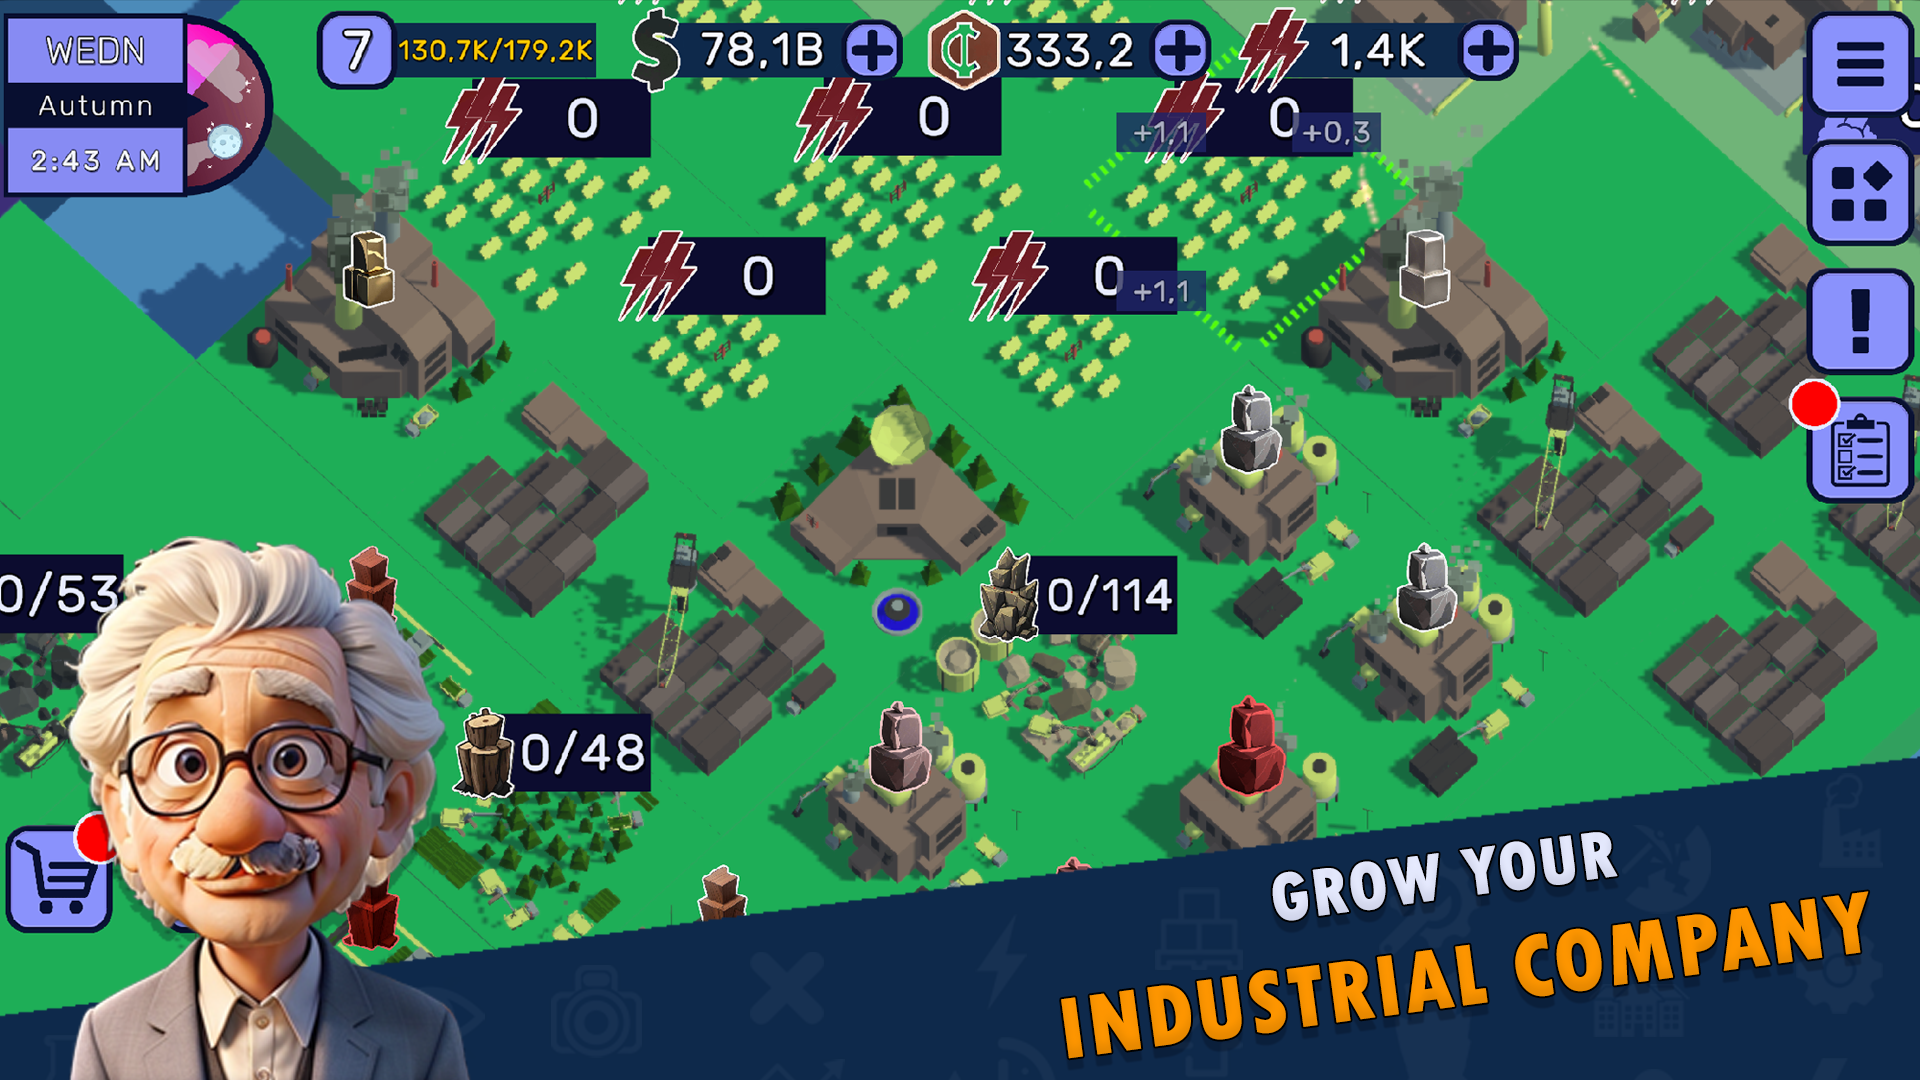 WEDN
Autumn
2:43 AM
7
130,7K/179,2K
$ 78,1B +
333,2 +
1,4K +
0
0
+1,1 0 +0,3
0
0 +1,1
0/53
0/114
0/48
GROW YOUR
INDUSTRIAL COMPANY